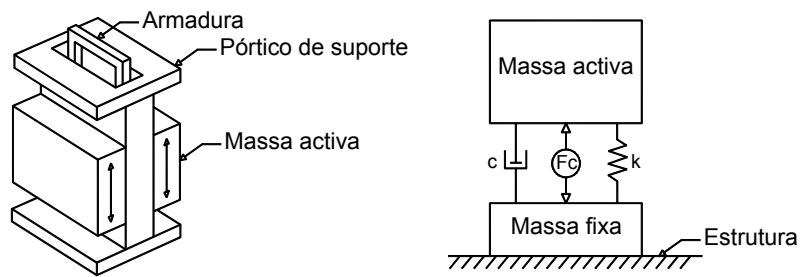 Armadura
Pórtico de suporte
Massa activa
Massa activa
c
Fc
k
Massa fixa
Estrutura